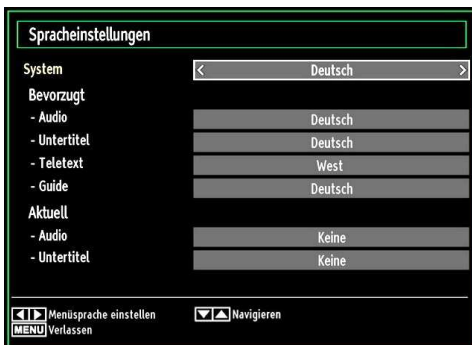 Spracheinstellungen
System < Deutsch >
Bevorzugt
- Audio Deutsch
- Untertitel Deutsch
- Teletext West
- Guide Deutsch
Aktuell
- Audio Keine
- Untertitel Keine
Menüsprache einstellen Navigieren
MENU Verlassen